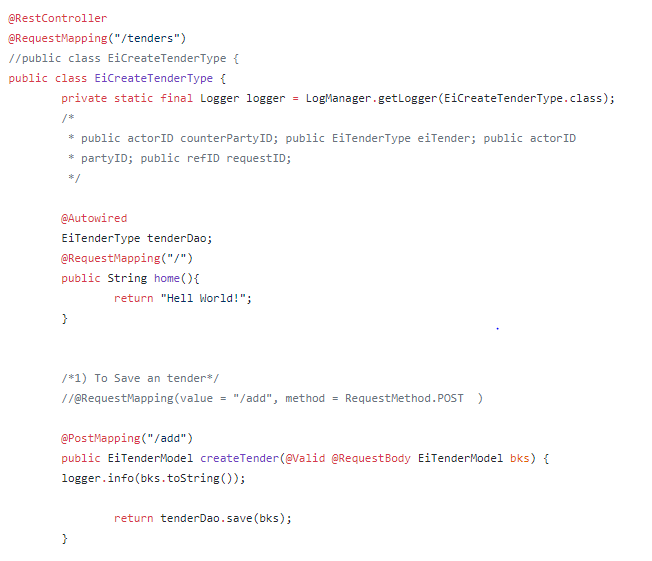 @RestController
@RequestMapping("/tenders")
//public class EiCreateTenderType {
public class EiCreateTenderType {
private static final Logger logger = LogManager.getLogger(EiCreateTenderType.class);
/*
* public actorID counterPartyID; public EiTenderType eiTender; public actorID
* partyID; public refID requestID;
*/
@Autowired
EiTenderType tenderDao;
@RequestMapping("/")
public String home(){
return "Hell World!";
}
/*1) To Save an tender*/
//@RequestMapping(value = "/add", method = RequestMethod.POST  )
@PostMapping("/add")
public EiTenderModel createTender(@Valid @RequestBody EiTenderModel bks) {
logger.info(bks.toString());
return tenderDao.save(bks);
}